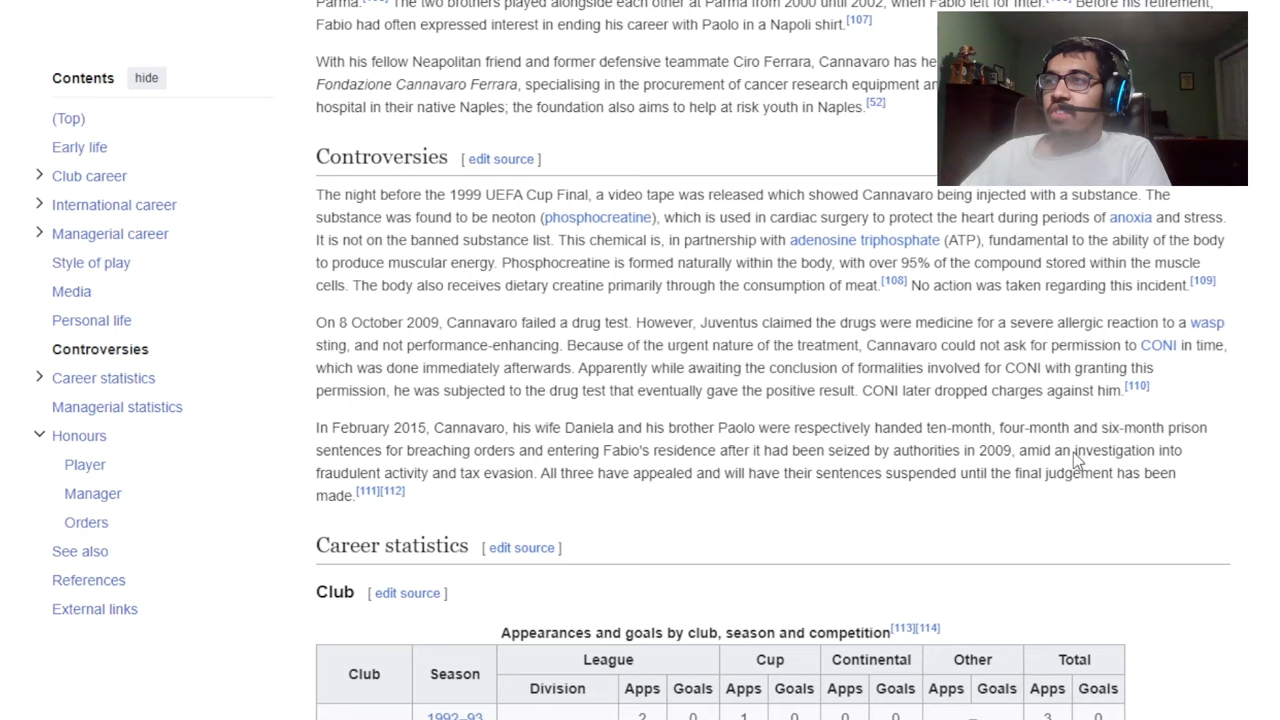 Parma. The two brothers played alongside each other at Parma from 2000 until 2002, when Fabio left for Inter. Before his retirement,
Fabio had often expressed interest in ending his career with Paolo in a Napoli shirt.[107]
With his fellow Neapolitan friend and former defensive teammate Ciro Ferrara, Cannavaro has
Fondazione Cannavaro Ferrara, specialising in the procurement of cancer research equipment
hospital in their native Naples; the foundation also aims to help at risk youth in Naples.[52]
Contents hide
(Top)
Early life
Club career
International career
Managerial career
Style of play
Media
Personal life
Controversies
Career statistics
Managerial statistics
Honours
Player
Manager
Orders
See also
References
External links
Controversies [ edit source ]
The night before the 1999 UEFA Cup Final, a video tape was released which showed Cannavaro being injected with a substance. The
substance was found to be neoton (phosphocreatine), which is used in cardiac surgery to protect the heart during periods of anoxia and stress.
It is not on the banned substance list. This chemical is, in partnership with adenosine triphosphate (ATP), fundamental to the ability of the body
to produce muscular energy. Phosphocreatine is formed naturally within the body, with over 95% of the compound stored within the muscle
cells. The body also receives dietary creatine primarily through the consumption of meat.[108] No action was taken regarding this incident.[109]
On 8 October 2009, Cannavaro failed a drug test. However, Juventus claimed the drugs were medicine for a severe allergic reaction to a wasp
sting, and not performance-enhancing. Because of the urgent nature of the treatment, Cannavaro could not ask for permission to CONI in time,
which was done immediately afterwards. Apparently while awaiting the conclusion of formalities involved for CONI with granting this
permission, he was subjected to the drug test that eventually gave the positive result. CONI later dropped charges against him.[110]
In February 2015, Cannavaro, his wife Daniela and his brother Paolo were respectively handed ten-month, four-month and six-month prison
sentences for breaching orders and entering Fabio's residence after it had been seized by authorities in 2009, amid an investigation into
fraudulent activity and tax evasion. All three have appealed and will have their sentences suspended until the final judgement has been
made.[111][112]
Career statistics [ edit source ]
Club [ edit source ]
Appearances and goals by club, season and competition[113][114]
Club Season League Cup Continental Other Total
Division Apps Goals Apps Goals Apps Goals Apps Goals Apps Goals
1992–93 2 0 1 0 0 0 – 3 0